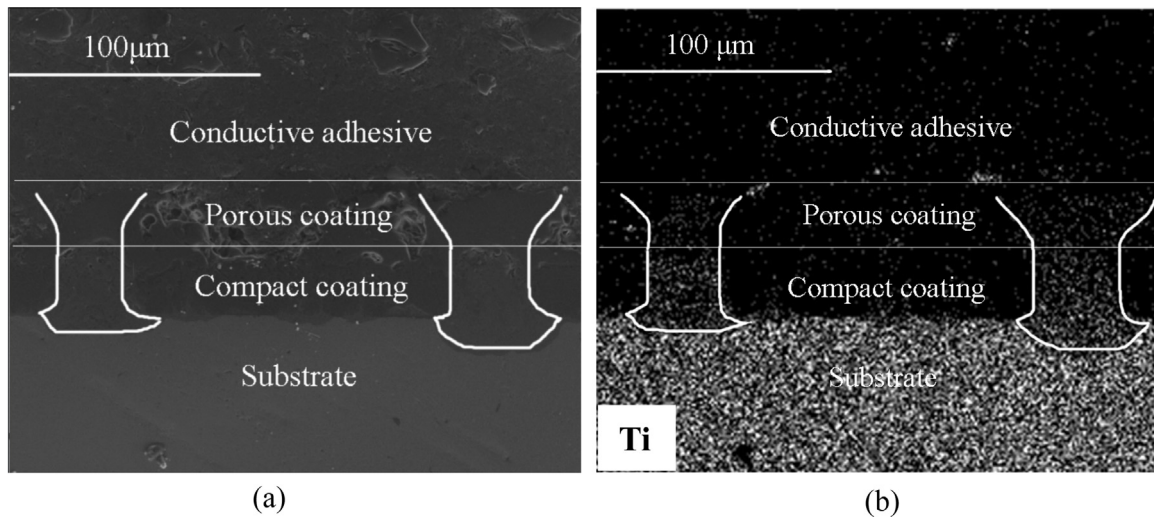 100μm
Conductive adhesive
Porous coating
Compact coating
Substrate
(a)
100 μm
Conductive adhesive
Porous coating
Compact coating
Substrate
Ti
(b)